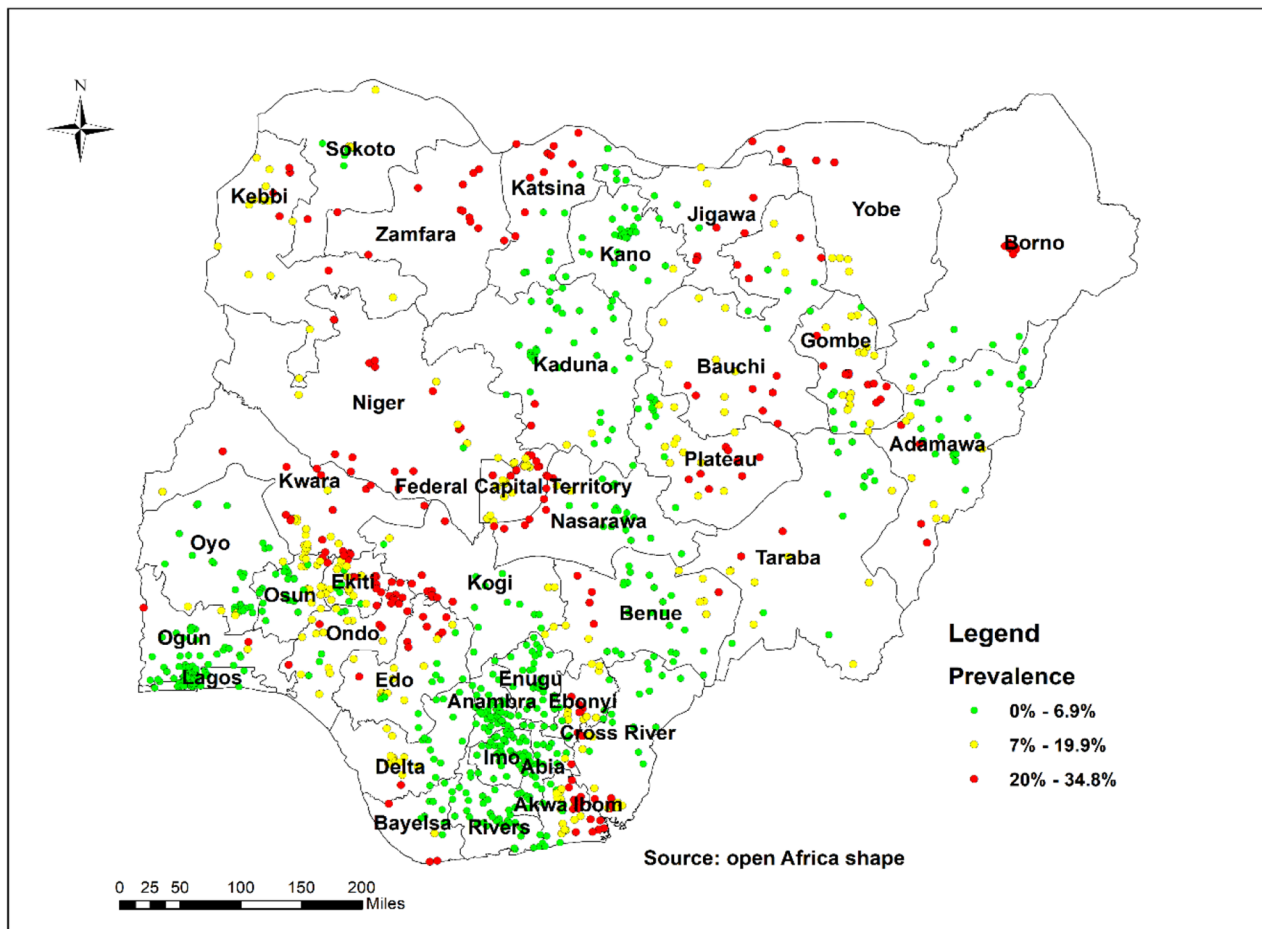 N
Sokoto
Kebbi
Katsina
Zamfara
Jigawa
Yobe
Kano
Borno
Gombe
Kaduna
Bauchi
Niger
Adamawa
Plateau
Kwara
Federal Capital Territory
Nasarawa
Oyo
Taraba
Ekiti
Kogi
Osun
Benue
Ogun
Ondo
Lagos
Edo
Enugu
Anambra
Ebonyi
Cross River
Imo
Abia
Delta
Akwa Ibom
Bayelsa
Rivers
Legend
Prevalence
0% - 6.9%
7% - 19.9%
20% - 34.8%
Source: open Africa shape
0 25 50 100 150 200
Miles